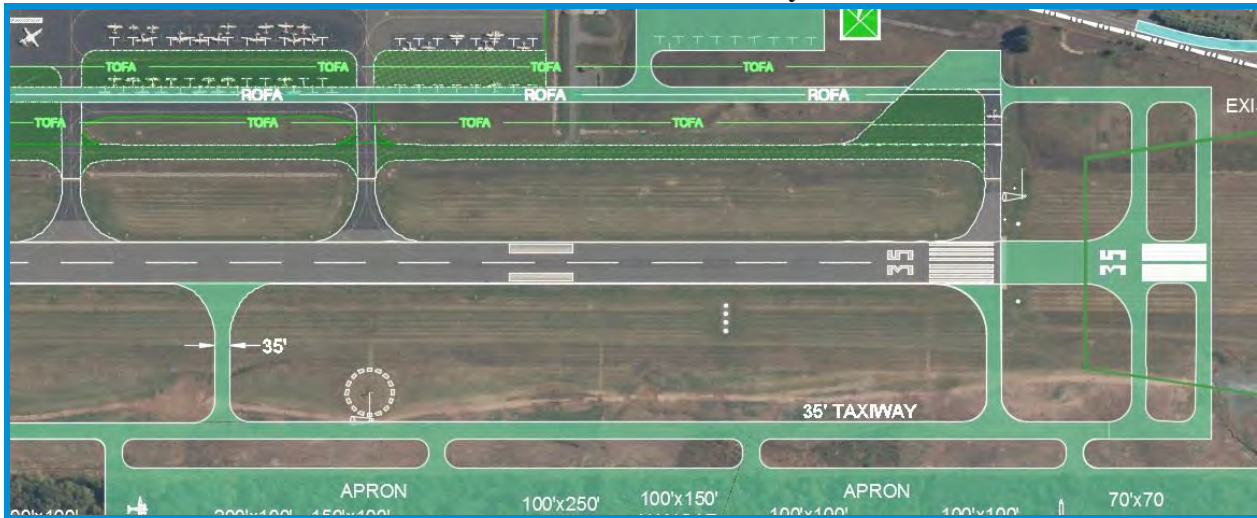 TOFA TOFA TOFA TOFA
ROFA ROFA ROFA
TOFA TOFA TOFA TOFA
EXI
35 35
35'
35' TAXIWAY
APRON APRON
100'x250' 100'x150' 70'x70